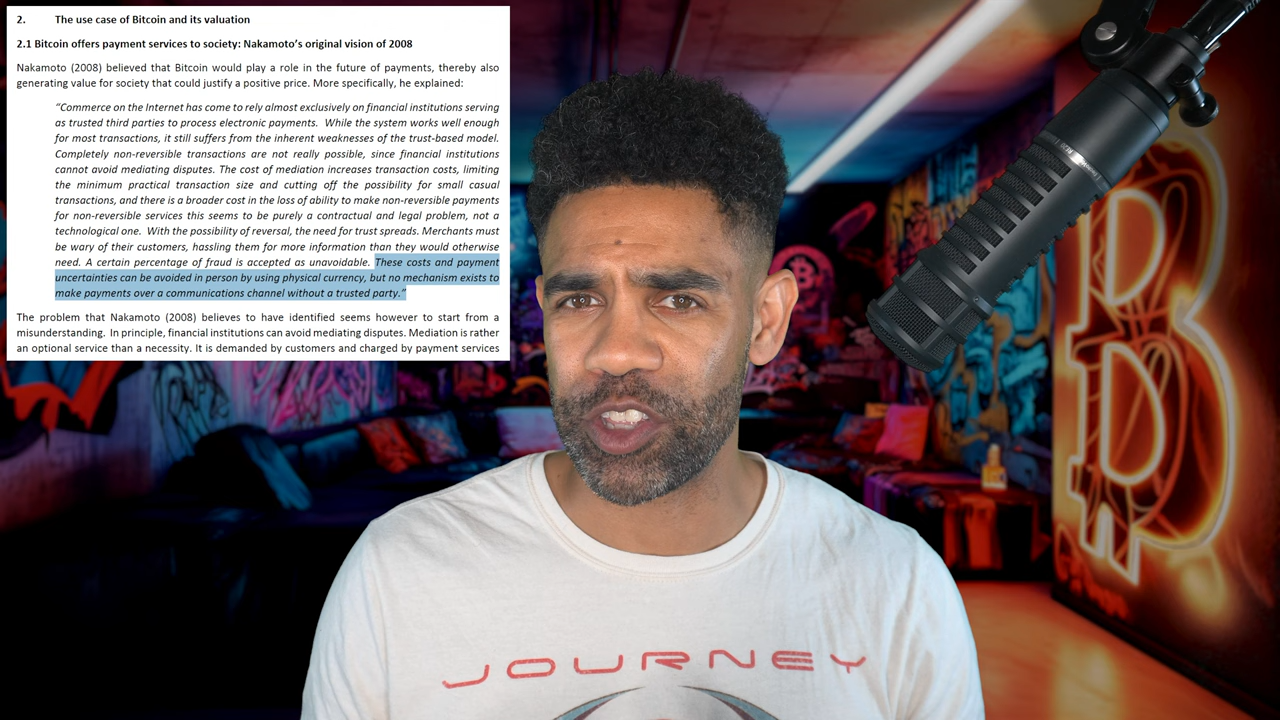 2. The use case of Bitcoin and its valuation
2.1 Bitcoin offers payment services to society: Nakamoto's original vision of 2008
Nakamoto (2008) believed that Bitcoin would play a role in the future of payments, thereby also
generating value for society that could justify a positive price. More specifically, he explained:
"Commerce on the Internet has come to rely almost exclusively on financial institutions serving
as trusted third parties to process electronic payments. While the system works well enough
for most transactions, it still suffers from the inherent weaknesses of the trust-based model.
Completely non-reversible transactions are not really possible, since financial institutions
cannot avoid mediating disputes. The cost of mediation increases transaction costs, limiting
the minimum practical transaction size and cutting off the possibility for small casual
transactions, and there is a broader cost in the loss of ability to make non-reversible payments
for non-reversible services this seems to be purely a contractual and legal problem, not a
technological one. With the possibility of reversal, the need for trust spreads. Merchants must
be wary of their customers, hassling them for more information than they would otherwise
need. A certain percentage of fraud is accepted as unavoidable. These costs and payment
uncertainties can be avoided in person by using physical currency, but no mechanism exists to
make payments over a communications channel without a trusted party."
The problem that Nakamoto (2008) believes to have identified seems however to start from a
misunderstanding. In principle, financial institutions can avoid mediating disputes. Mediation is rather
an optional service than a necessity. It is demanded by customers and charged by payment services
JOURNEY